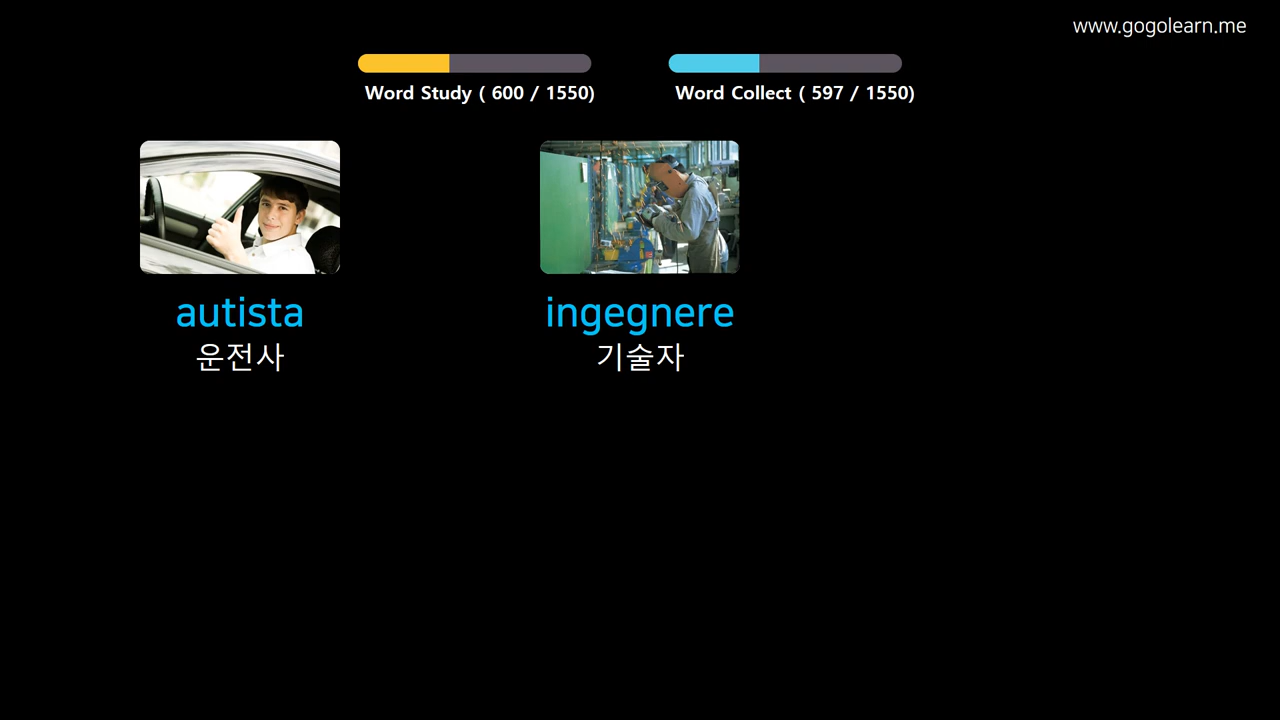 www.gogolearn.me
Word Study ( 600 / 1550)
Word Collect ( 597 / 1550)
autista
운전사
ingegnere
기술자